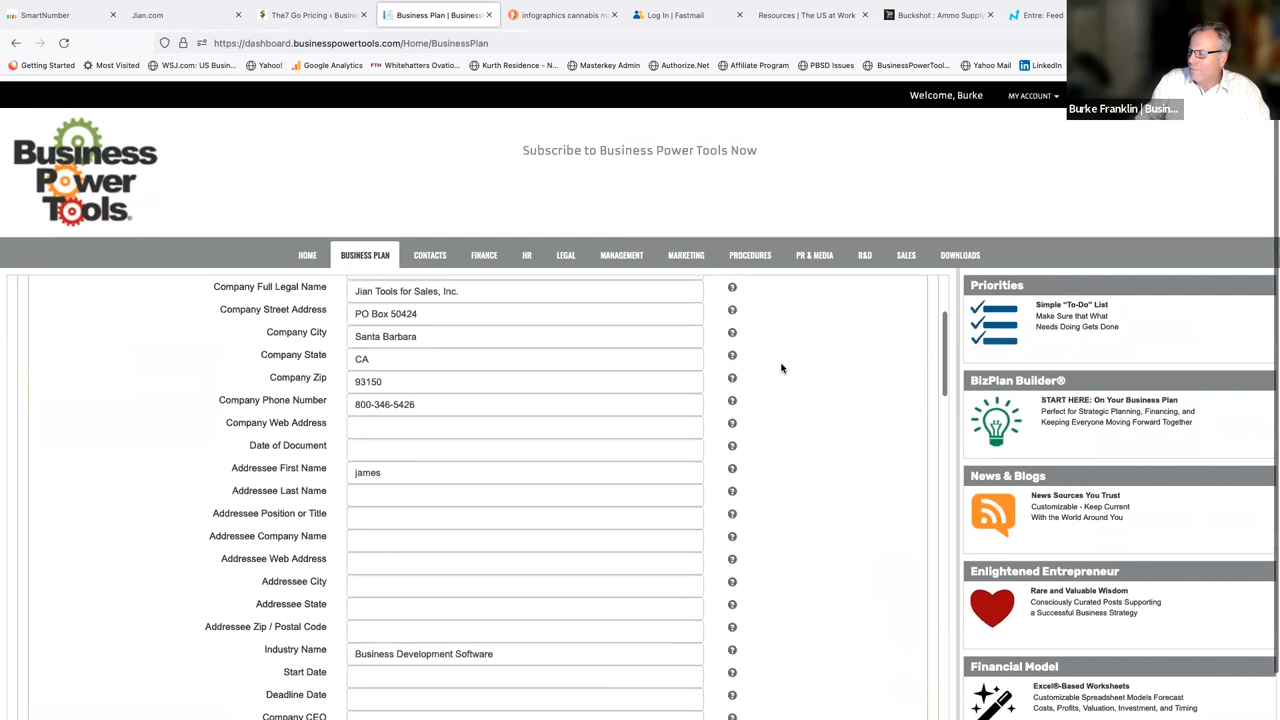 SmartNumber
Jian.com
The7 Go Pricing ‹ Busine
Business Plan | Business
infographics cannabis m
Log In | Fastmail
Resources | The US at Work
Buckshot : Ammo Supply
Entre: Feed
https://dashboard.businesspowertools.com/Home/BusinessPlan
Getting Started
Most Visited
WSJ.com: US Busin...
Yahoo!
Google Analytics
FTH Whitehatters Ovatio...
Kurth Residence - N...
Masterkey Admin
Authorize.Net
Affiliate Program
PBSD Issues
BusinessPowerTool...
Yahoo Mail
LinkedIn
Burke Franklin | Busin...
Welcome, Burke
MY ACCOUNT
Business
Power
Tools
Subscribe to Business Power Tools Now
HOME
BUSINESS PLAN
CONTACTS
FINANCE
HR
LEGAL
MANAGEMENT
MARKETING
PROCEDURES
PR & MEDIA
R&D
SALES
DOWNLOADS
Company Full Legal Name Jian Tools for Sales, Inc.
Company Street Address PO Box 50424
Company City Santa Barbara
Company State CA
Company Zip 93150
Company Phone Number 800-346-5426
Company Web Address
Date of Document
Addressee First Name james
Addressee Last Name
Addressee Position or Title
Addressee Company Name
Addressee Web Address
Addressee City
Addressee State
Addressee Zip / Postal Code
Industry Name Business Development Software
Start Date
Deadline Date
Company CEO
Priorities
Simple “To-Do” List
Make Sure that What
Needs Doing Gets Done
BizPlan Builder®
START HERE: On Your Business Plan
Perfect for Strategic Planning, Financing, and
Keeping Everyone Moving Forward Together
News & Blogs
News Sources You Trust
Customizable - Keep Current
With the World Around You
Enlightened Entrepreneur
Rare and Valuable Wisdom
Consciously Curated Posts Supporting
a Successful Business Strategy
Financial Model
Excel®-Based Worksheets
Customizable Spreadsheet Models Forecast
Costs, Profits, Valuation, Investment, and Timing